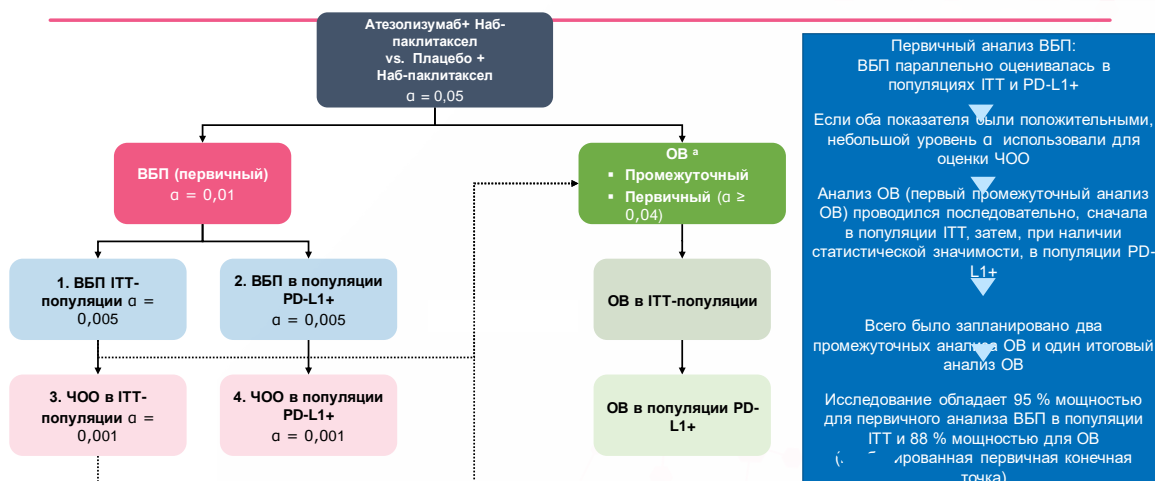 Атезолизумаб+ Наб-
паклитаксел
vs. Плацебо +
Наб-паклитаксел
α = 0,05
ВБП (первичный)
α = 0,01
ОВ ᵃ
▪ Промежуточный
▪ Первичный (α ≥
0,04)
1. ВБП ITT-
популяции α =
0,005
2. ВБП в популяции
PD-L1+
α = 0,005
ОВ в ITT-популяции
3. ЧОО в ITT-
популяции α =
0,001
4. ЧОО в популяции
PD-L1+
α = 0,001
ОВ в популяции PD-
L1+
Первичный анализ ВБП:
ВБП параллельно оценивалась в
популяциях ITT и PD-L1+
Если оба показателя были положительными,
небольшой уровень α использовали для
оценки ЧОО
Анализ ОВ (первый промежуточный анализ
ОВ) проводился последовательно, сначала
в популяции ITT, затем, при наличии
статистической значимости, в популяции PD-
L1+
Всего было запланировано два
промежуточных анализа ОВ и один итоговый
анализ ОВ
Исследование обладает 95 % мощностью
для первичного анализа ВБП в популяции
ITT и 88 % мощностью для ОВ
первичная конечная
точка)